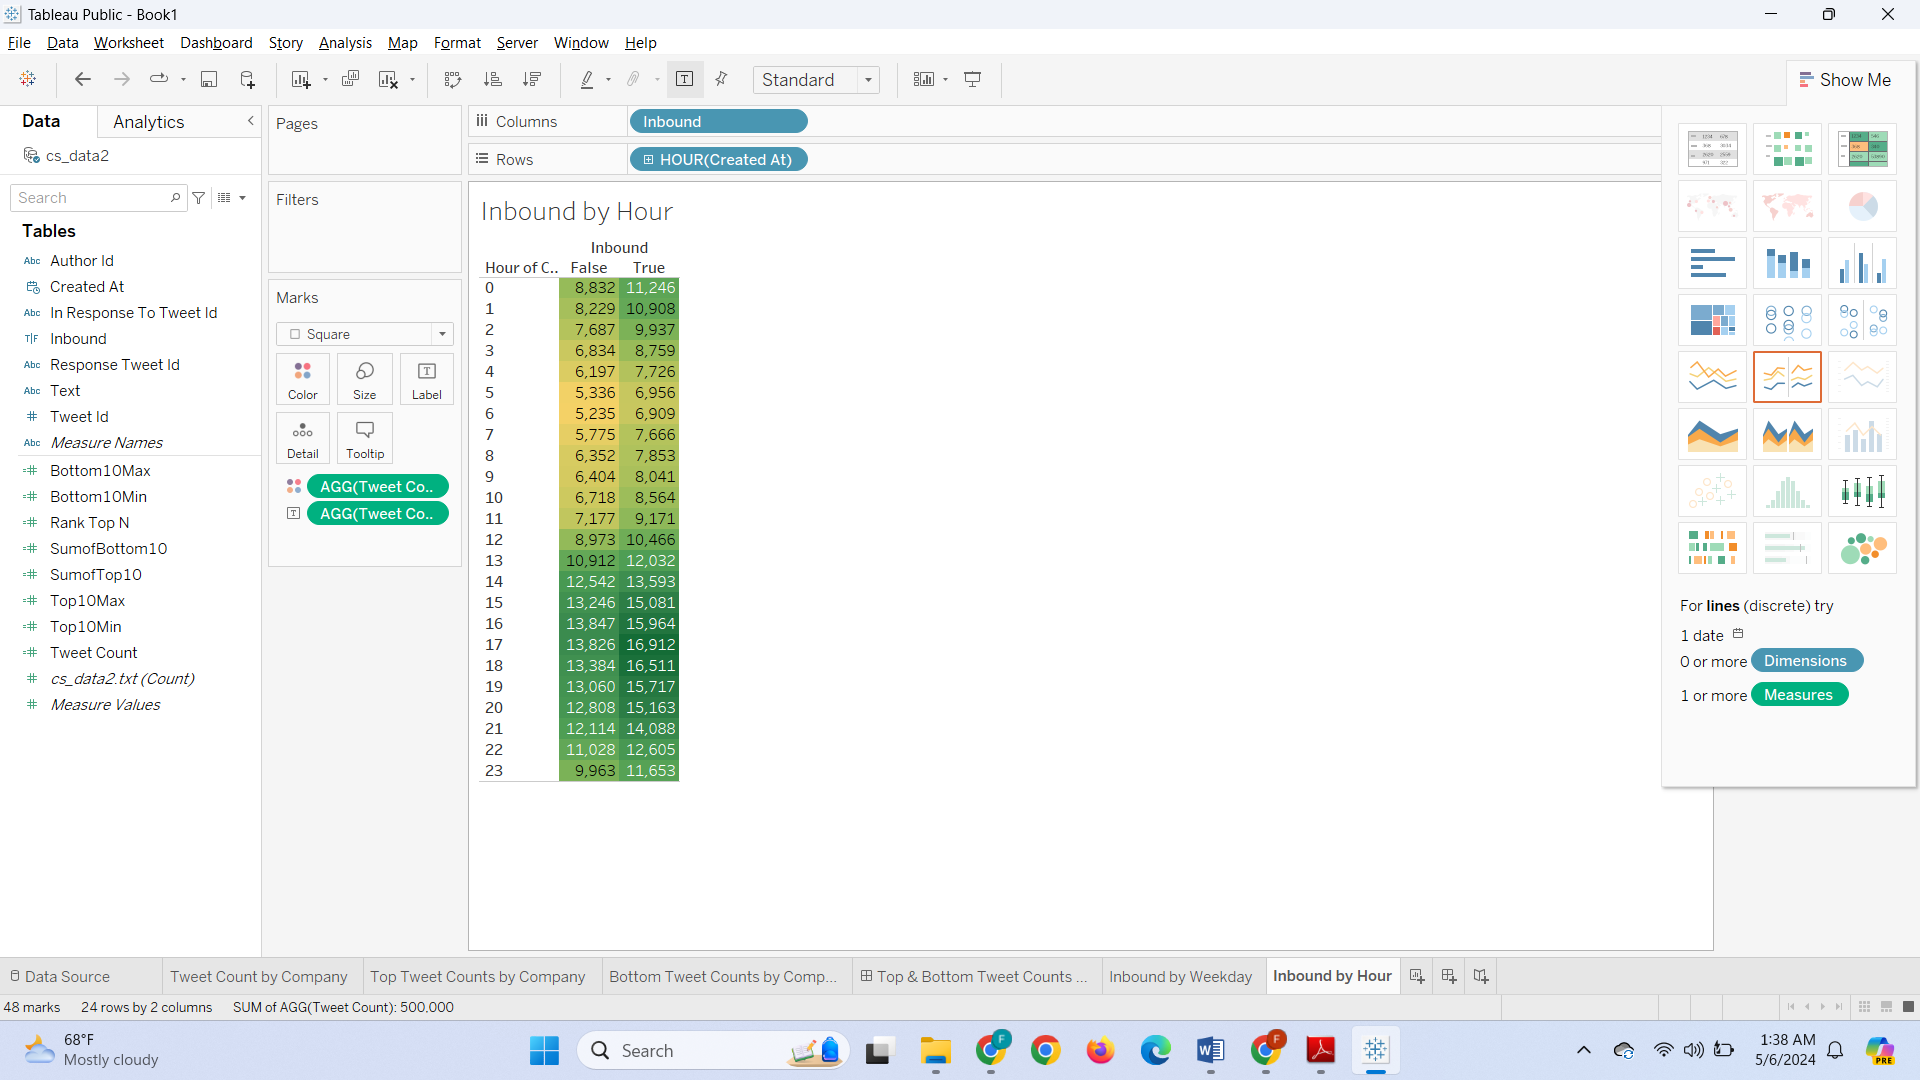 Tableau Public - Book1
File Data Worksheet Dashboard Story Analysis Map Format Server Window Help
Standard
Show Me
Data Analytics
cs_data2
Search
Tables
Abc Author Id
Created At
Abc In Response To Tweet Id
T|F Inbound
Abc Response Tweet Id
Abc Text
# Tweet Id
Abc Measure Names
=# Bottom10Max
=# Bottom10Min
=# Rank Top N
=# SumofBottom10
=# SumofTop10
=# Top10Max
=# Top10Min
=# Tweet Count
# cs_data2.txt (Count)
# Measure Values
Pages
Filters
Marks
Square
Color Size Label
Detail Tooltip
AGG(Tweet Co..
AGG(Tweet Co..
Columns Inbound
Rows HOUR(Created At)
Inbound by Hour
Inbound
Hour of C.. False True
0 8,832 11,246
1 8,229 10,908
2 7,687 9,937
3 6,834 8,759
4 6,197 7,726
5 5,336 6,956
6 5,235 6,909
7 5,775 7,666
8 6,352 7,853
9 6,404 8,041
10 6,718 8,564
11 7,177 9,171
12 8,973 10,466
13 10,912 12,032
14 12,542 13,593
15 13,246 15,081
16 13,847 15,964
17 13,826 16,912
18 13,384 16,511
19 13,060 15,717
20 12,808 15,163
21 12,114 14,088
22 11,028 12,605
23 9,963 11,653
For lines (discrete) try
1 date
0 or more Dimensions
1 or more Measures
Data Source Tweet Count by Company Top Tweet Counts by Company Bottom Tweet Counts by Comp... Top & Bottom Tweet Counts ... Inbound by Weekday Inbound by Hour
48 marks 24 rows by 2 columns SUM of AGG(Tweet Count): 500,000
68°F
Mostly cloudy
Search
1:38 AM
5/6/2024
PRE